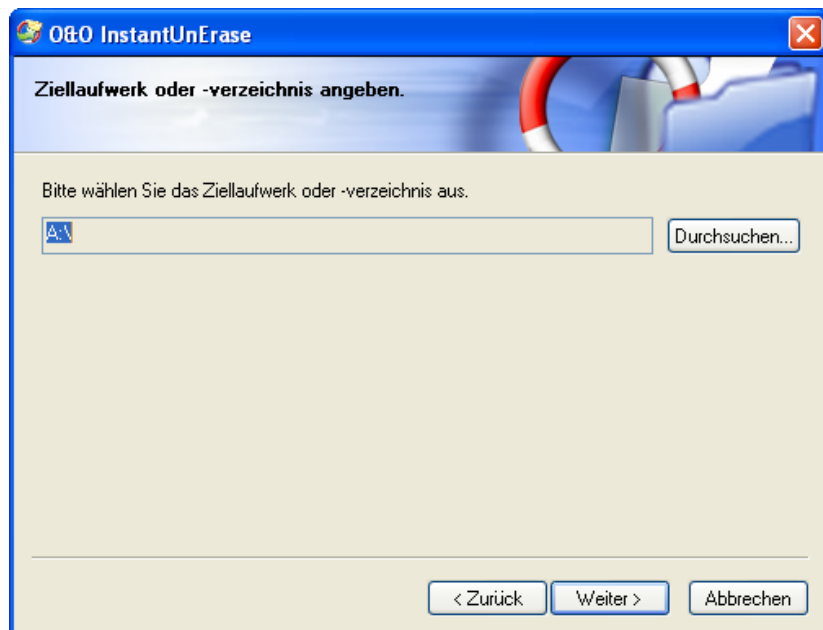 O&O InstantUnErase
Ziellaufwerk oder -verzeichnis angeben.
Bitte wählen Sie das Ziellaufwerk oder -verzeichnis aus.
A:\
Durchsuchen...
< Zurück
Weiter >
Abbrechen